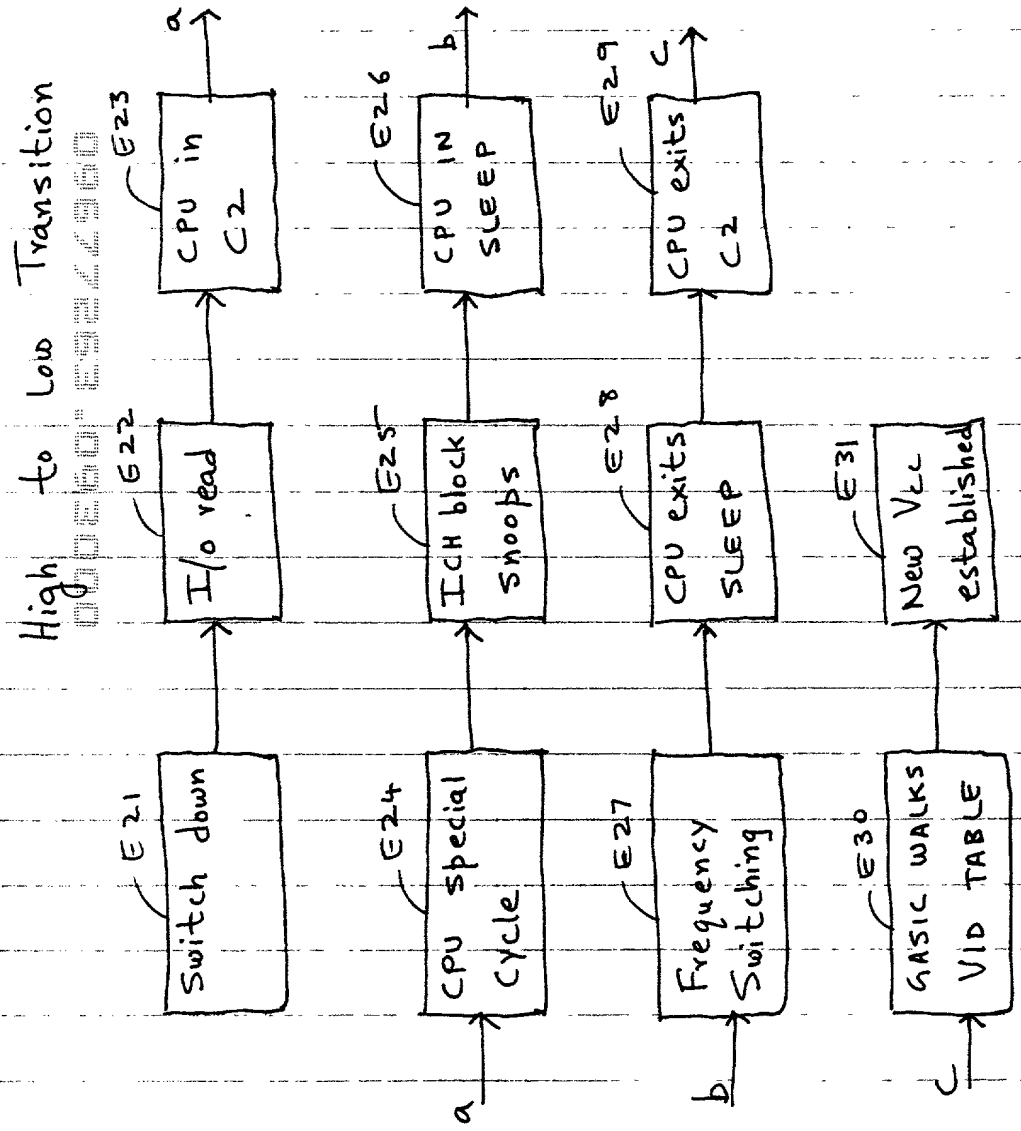 High to Low Transition
E21
Switch down
E22
I/O read
E23
CPU in
C2
a
a
E24
CPU special
Cycle
E25
ICH block
snoops
E26
CPU IN
SLEEP
b
b
E27
Frequency
Switching
E28
CPU exits
SLEEP
E29
CPU exits
C2
c
c
E30
GASIC WALKS
VID TABLE
E31
New Vcc
established